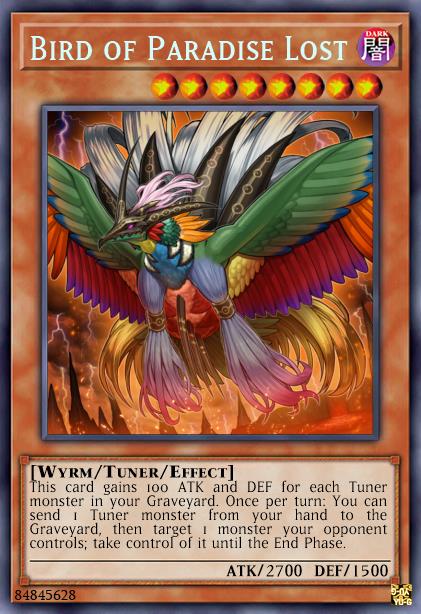 Bird of Paradise Lost
DARK
闇
[Wyrm/Tuner/Effect]
This card gains 100 ATK and DEF for each Tuner
monster in your Graveyard. Once per turn: You can
send 1 Tuner monster from your hand to the
Graveyard, then target 1 monster your opponent
controls; take control of it until the End Phase.
ATK/2700 DEF/1500
84845628